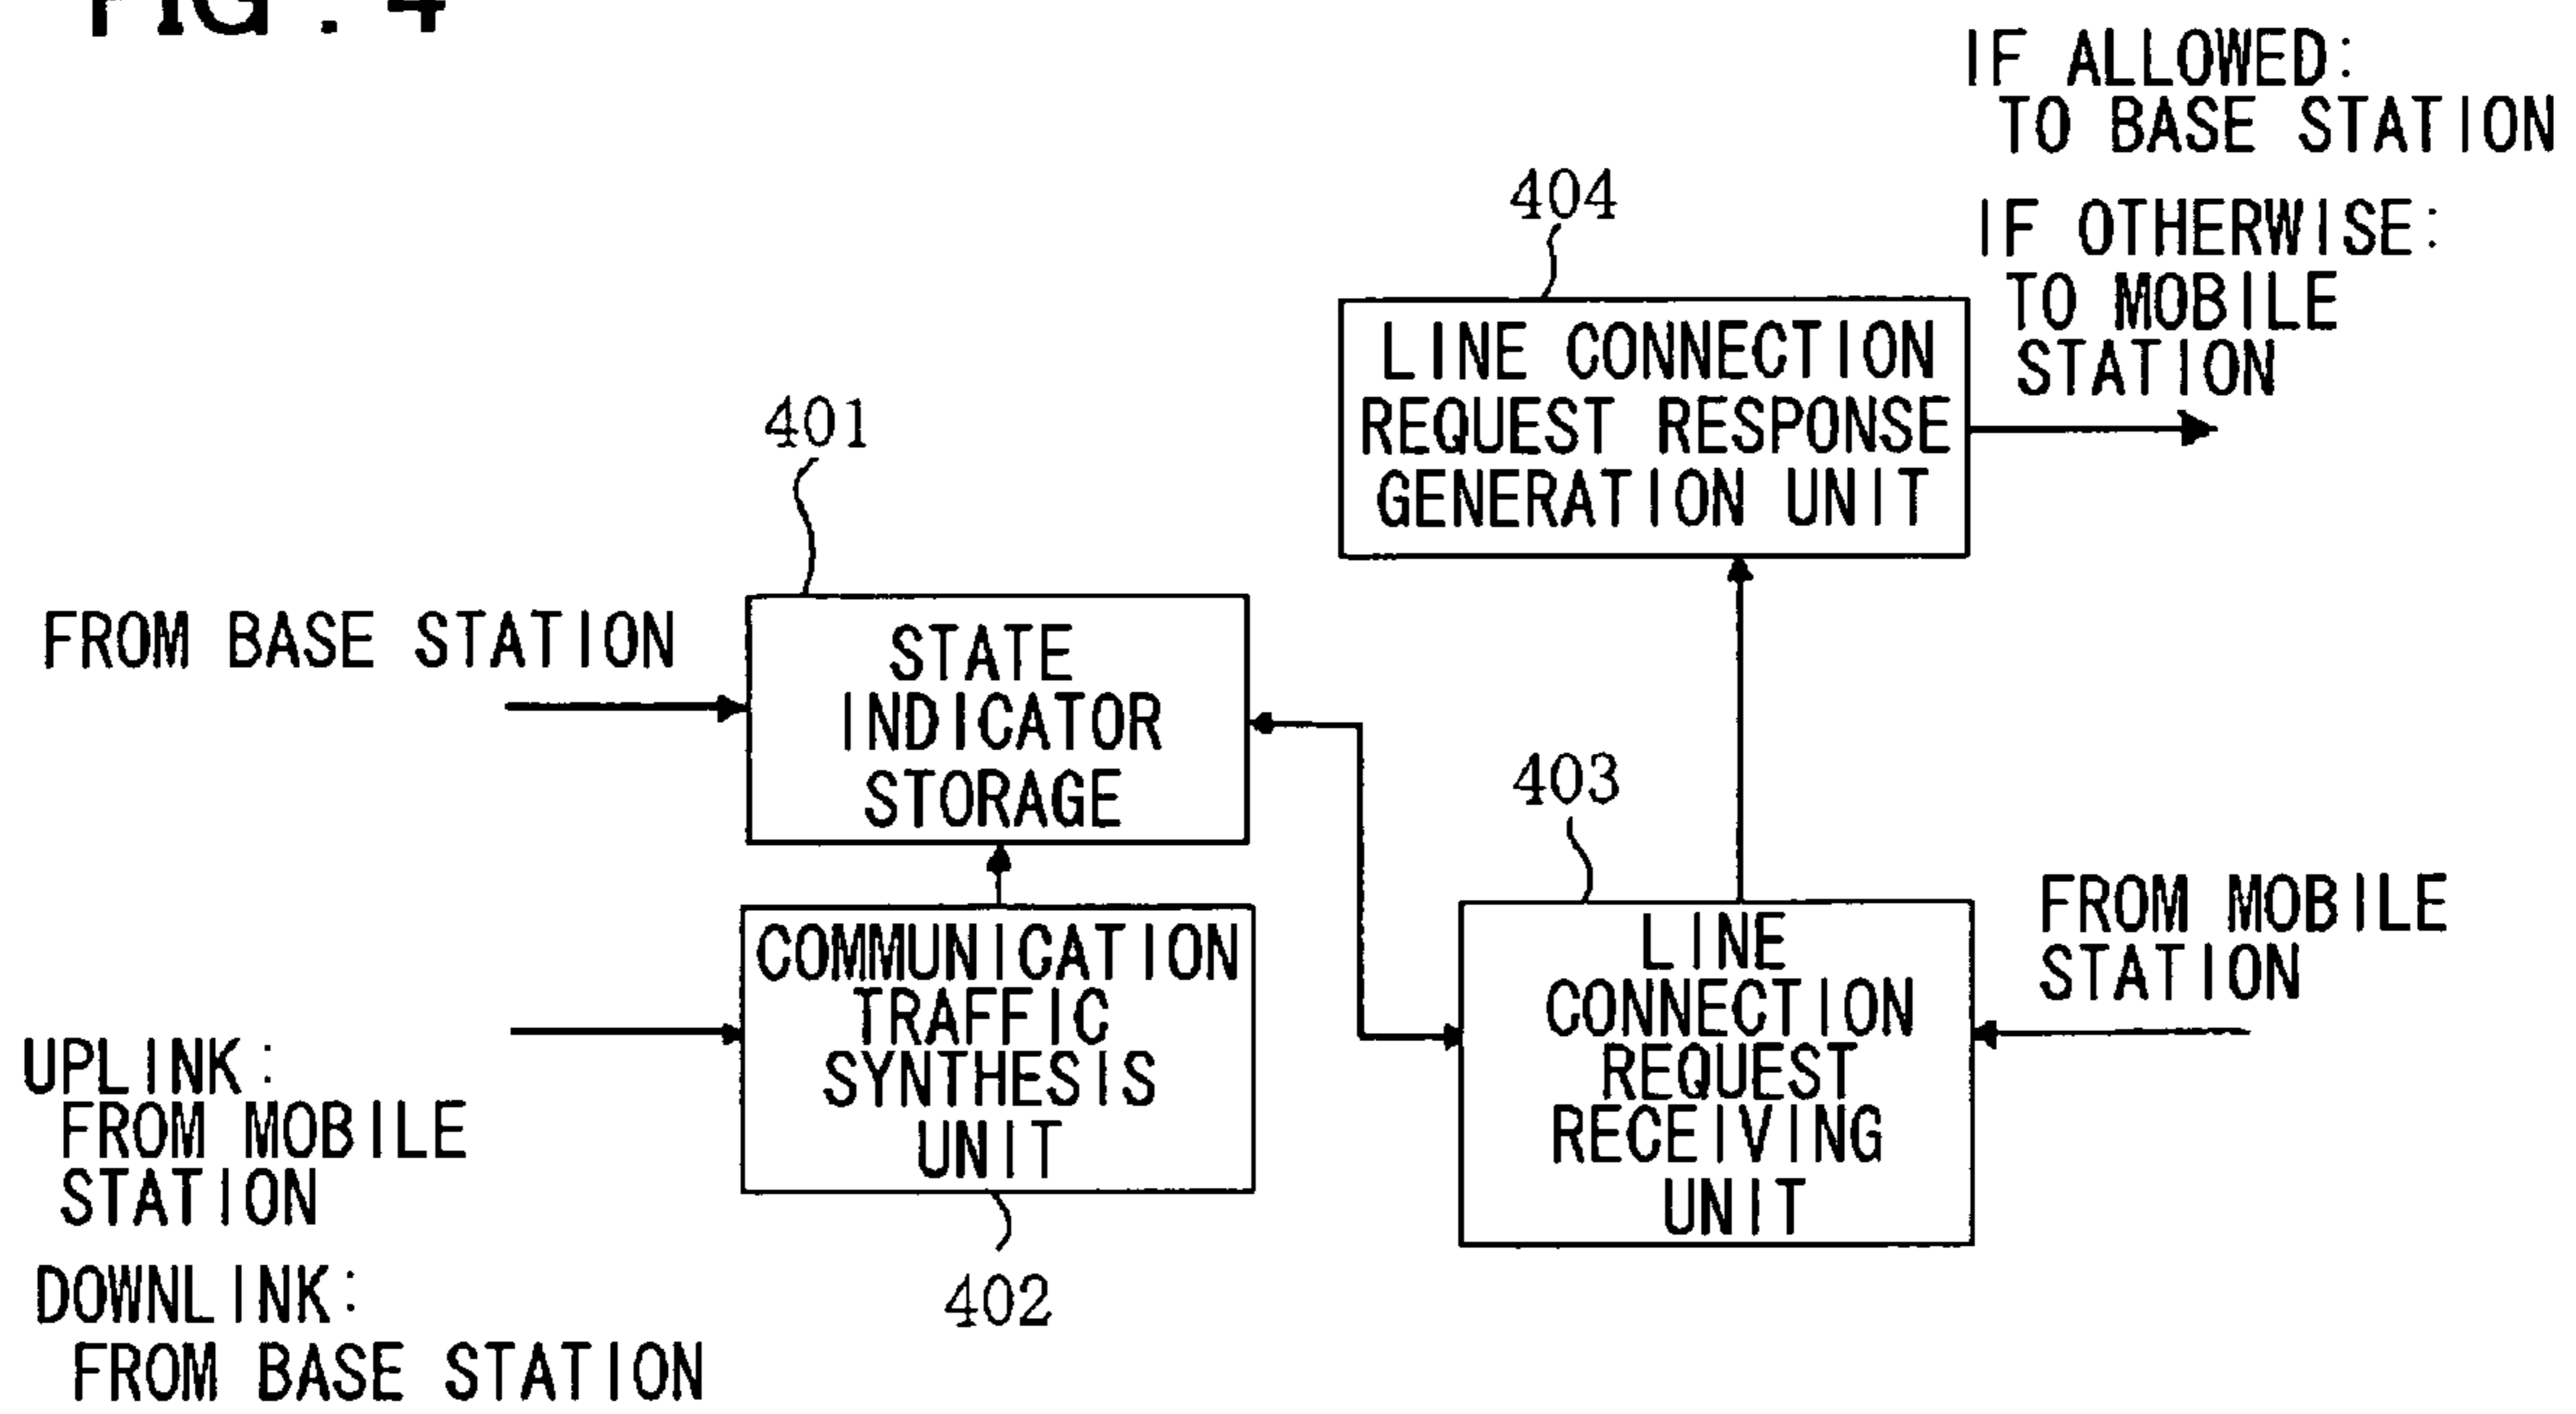 FIG. 4
IF ALLOWED:
TO BASE STATION
IF OTHERWISE:
TO MOBILE
STATION
404
LINE CONNECTION
REQUEST RESPONSE
GENERATION UNIT
401
FROM BASE STATION
STATE
INDICATOR
STORAGE
403
COMMUNICATION
TRAFFIC
SYNTHESIS
UNIT
LINE
CONNECTION
REQUEST
RECEIVING
UNIT
FROM MOBILE
STATION
UPLINK:
FROM MOBILE
STATION
DOWNLINK:
FROM BASE STATION
402